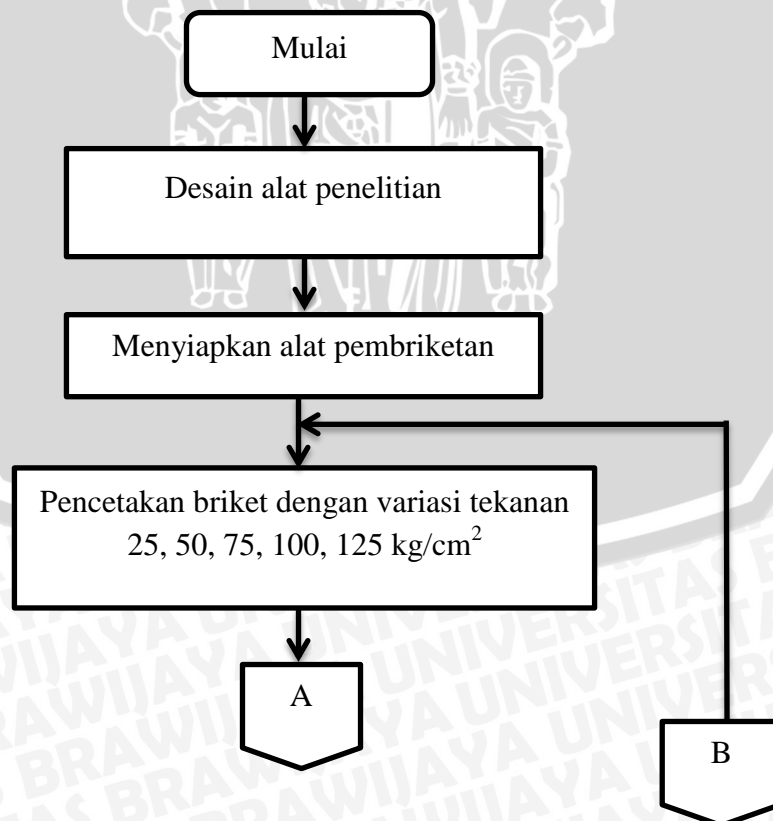 Mulai
Desain alat penelitian
Menyiapkan alat pembriketan
Pencetakan briket dengan variasi tekanan
25, 50, 75, 100, 125 kg/cm²
A
B